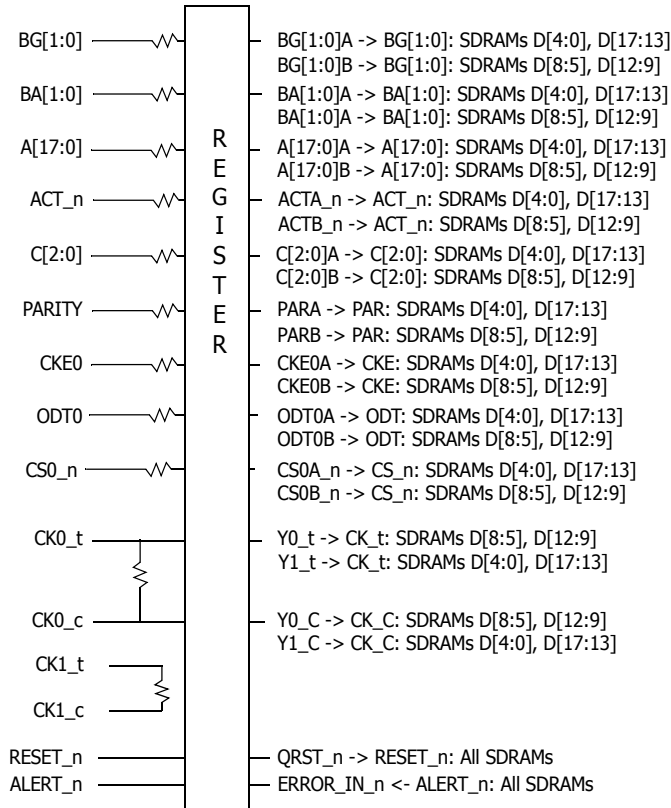 BG[1:0]
BG[1:0]A -> BG[1:0]: SDRAMs D[4:0], D[17:13]
BG[1:0]B -> BG[1:0]: SDRAMs D[8:5], D[12:9]
BA[1:0]
BA[1:0]A -> BA[1:0]: SDRAMs D[4:0], D[17:13]
BA[1:0]A -> BA[1:0]: SDRAMs D[8:5], D[12:9]
A[17:0]
A[17:0]A -> A[17:0]: SDRAMs D[4:0], D[17:13]
A[17:0]B -> A[17:0]: SDRAMs D[8:5], D[12:9]
ACT_n
ACTA_n -> ACT_n: SDRAMs D[4:0], D[17:13]
ACTB_n -> ACT_n: SDRAMs D[8:5], D[12:9]
C[2:0]
C[2:0]A -> C[2:0]: SDRAMs D[4:0], D[17:13]
C[2:0]B -> C[2:0]: SDRAMs D[8:5], D[12:9]
PARITY
PARA -> PAR: SDRAMs D[4:0], D[17:13]
PARB -> PAR: SDRAMs D[8:5], D[12:9]
CKE0
CKE0A -> CKE: SDRAMs D[4:0], D[17:13]
CKE0B -> CKE: SDRAMs D[8:5], D[12:9]
ODT0
ODT0A -> ODT: SDRAMs D[4:0], D[17:13]
ODT0B -> ODT: SDRAMs D[8:5], D[12:9]
CS0_n
CS0A_n -> CS_n: SDRAMs D[4:0], D[17:13]
CS0B_n -> CS_n: SDRAMs D[8:5], D[12:9]
CK0_t
Y0_t -> CK_t: SDRAMs D[8:5], D[12:9]
Y1_t -> CK_t: SDRAMs D[4:0], D[17:13]
CK0_c
Y0_C -> CK_C: SDRAMs D[8:5], D[12:9]
Y1_C -> CK_C: SDRAMs D[4:0], D[17:13]
CK1_t
CK1_c
RESET_n
QRST_n -> RESET_n: All SDRAMs
ALERT_n
ERROR_IN_n <- ALERT_n: All SDRAMs
REGISTER